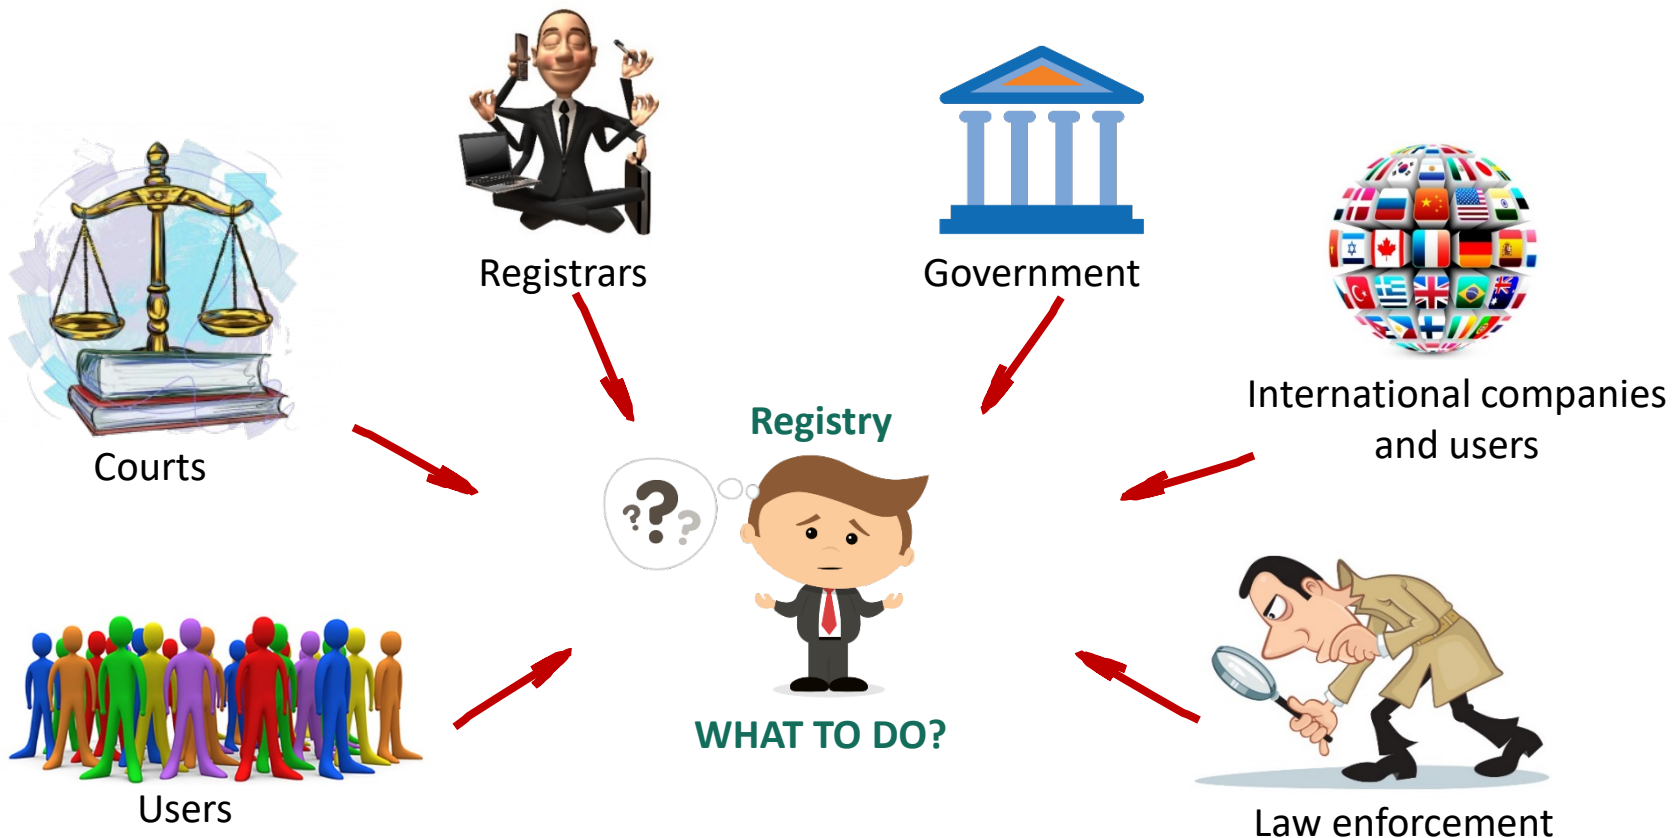 Registrars
Government
International companies
and users
Registry
Courts
? ? ?
WHAT TO DO?
Users
Law enforcement